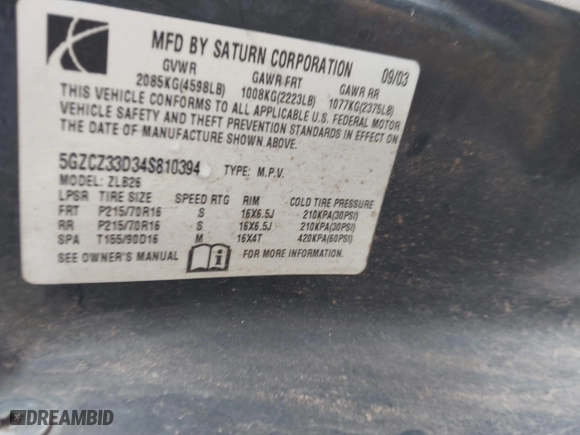 MFD BY SATURN CORPORATION 09/03
GVWR GAWR FRT GAWR RR
2085KG(4598LB) 1008KG(2223LB) 1077KG(2375LB)
THIS VEHICLE CONFORMS TO ALL APPLICABLE U.S. FEDERAL MOTOR
VEHICLE SAFETY AND THEFT PREVENTION STANDARDS IN EFFECT ON
THE DATE OF MANUFACTURE SHOWN ABOVE.
5GZCZ33D34S810394 TYPE: M.P.V.
MODEL: ZLB26
LPSR TIRE SIZE SPEED RTG RIM COLD TIRE PRESSURE
FRT P215/70R16 S 16X6.5J 210KPA(30PSI)
RR P215/70R16 S 16X6.5J 210KPA(30PSI)
SPA T155/90D16 M 16X4T 420KPA(60PSI)
SEE OWNER'S MANUAL FOR MORE INFORMATION.
DREAMBID